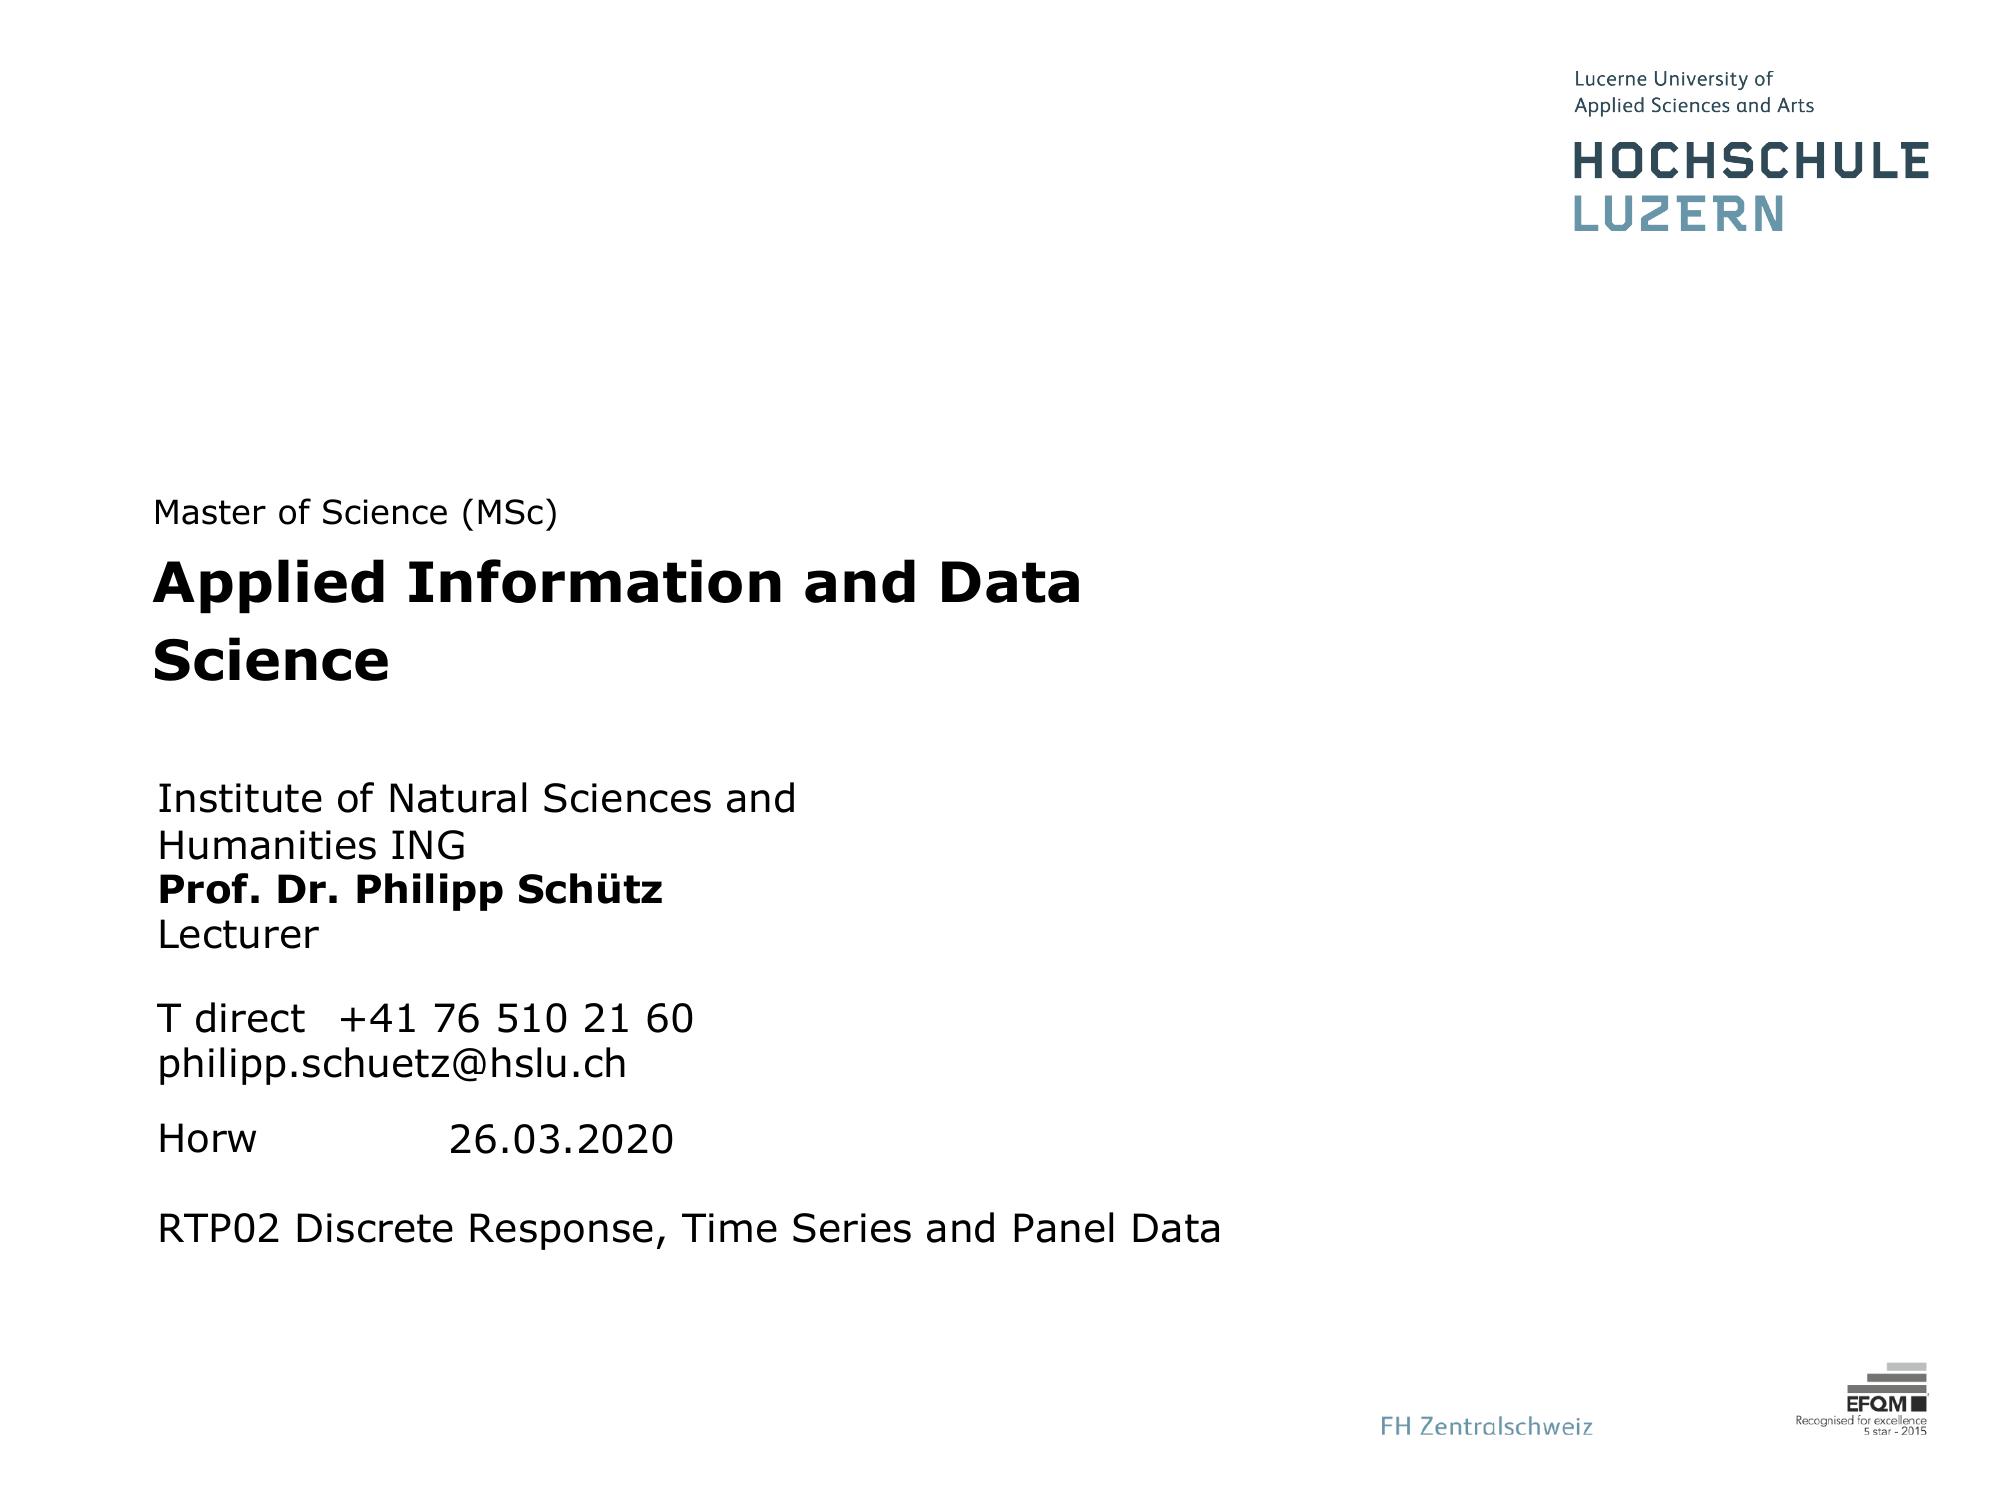 Lucerne University of
Applied Sciences and Arts
HOCHSCHULE
LUZERN
Master of Science (MSc)
Applied Information and Data
Science
Institute of Natural Sciences and
Humanities ING
Prof. Dr. Philipp Schütz
Lecturer
T direct +41 76 510 21 60
philipp.schuetz@hslu.ch
Horw 26.03.2020
RTP02 Discrete Response, Time Series and Panel Data
FH Zentralschweiz
EFQM
Recognised for excellence
5 star - 2015